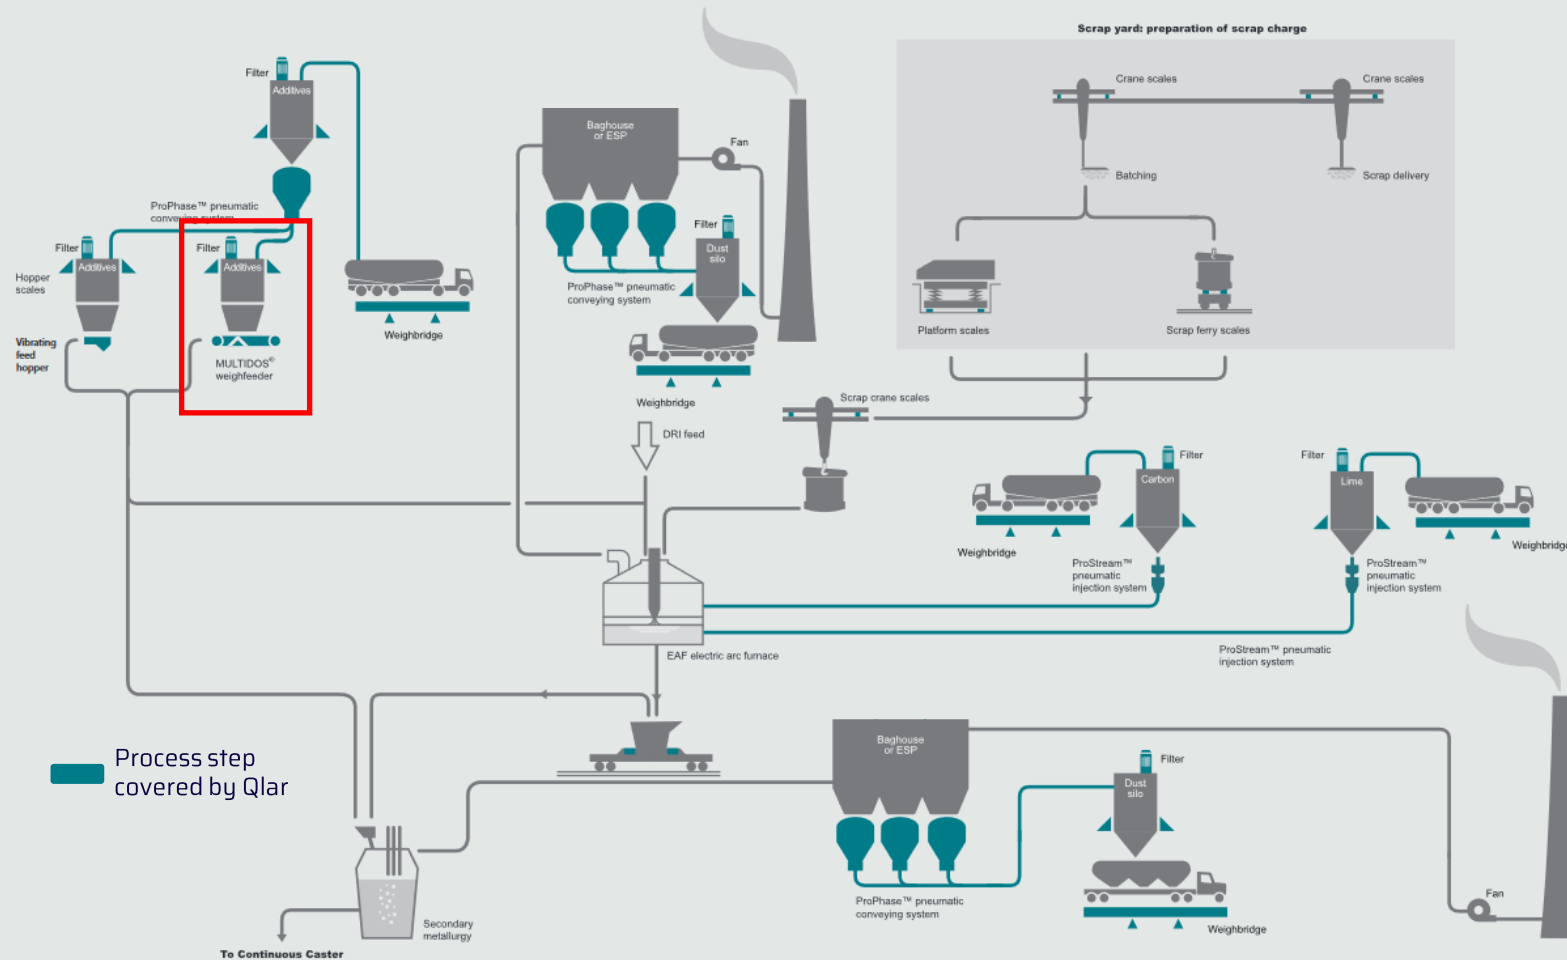 Scrap yard: preparation of scrap charge
Filter
Additives
Crane scales
Crane scales
Baghouse
or ESP
Fan
Batching
Scrap delivery
ProPhase™ pneumatic
conveying system
Filter
Filter
Additives
Filter
Additives
Hopper
scales
Dust
silo
ProPhase™ pneumatic
conveying system
Platform scales
Scrap ferry scales
Weighbridge
Vibrating
feed
hopper
MULTIDOS®
weighfeeder
Weighbridge
Scrap crane scales
DRI feed
Filter
Carbon
Filter
Lime
Weighbridge
Weighbridge
ProStream™
pneumatic
injection system
ProStream™
pneumatic
injection system
EAF electric arc furnace
ProStream™ pneumatic
injection system
Process step
covered by Qlar
Baghouse
or ESP
Filter
Dust
silo
ProPhase™ pneumatic
conveying system
Fan
Weighbridge
Secondary
metallurgy
To Continuous Caster